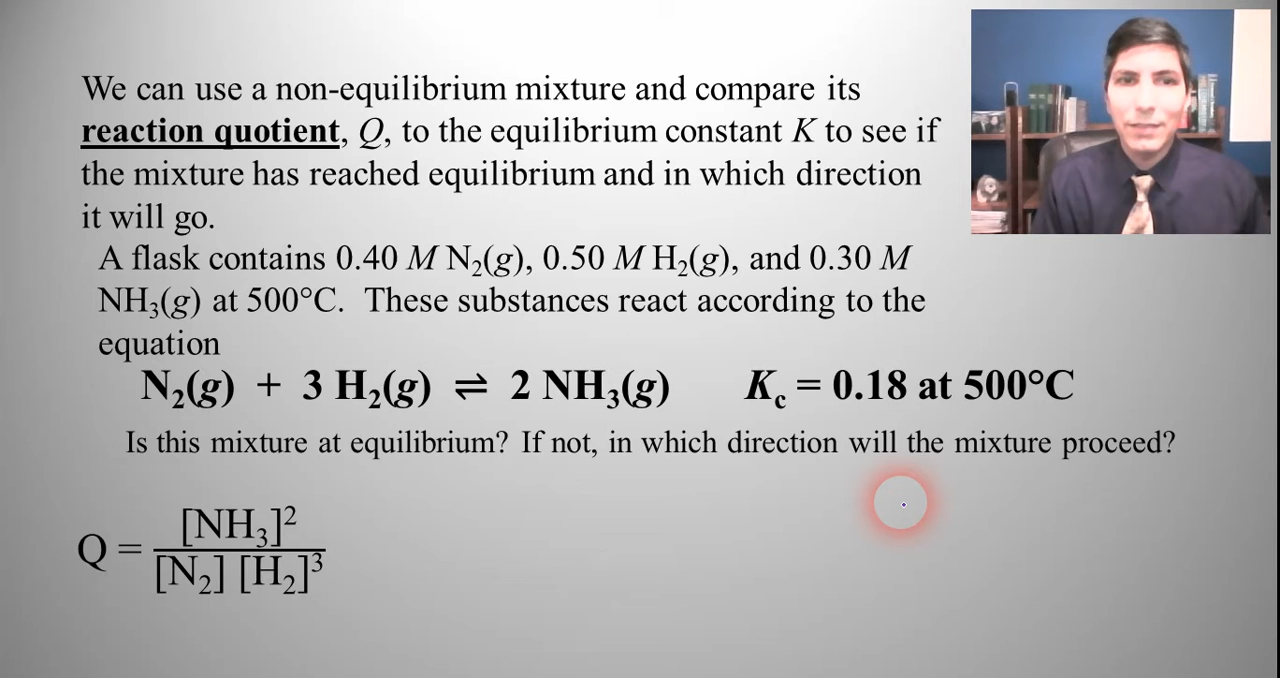 We can use a non-equilibrium mixture and compare its
reaction quotient, Q, to the equilibrium constant K to see if
the mixture has reached equilibrium and in which direction
it will go.
A flask contains 0.40 M N₂(g), 0.50 M H₂(g), and 0.30 M
NH₃(g) at 500°C. These substances react according to the
equation
N₂(g) + 3 H₂(g) ⇌ 2 NH₃(g) K꜀ = 0.18 at 500°C
Is this mixture at equilibrium? If not, in which direction will the mixture proceed?
[NH₃]²
Q =
[N₂] [H₂]³